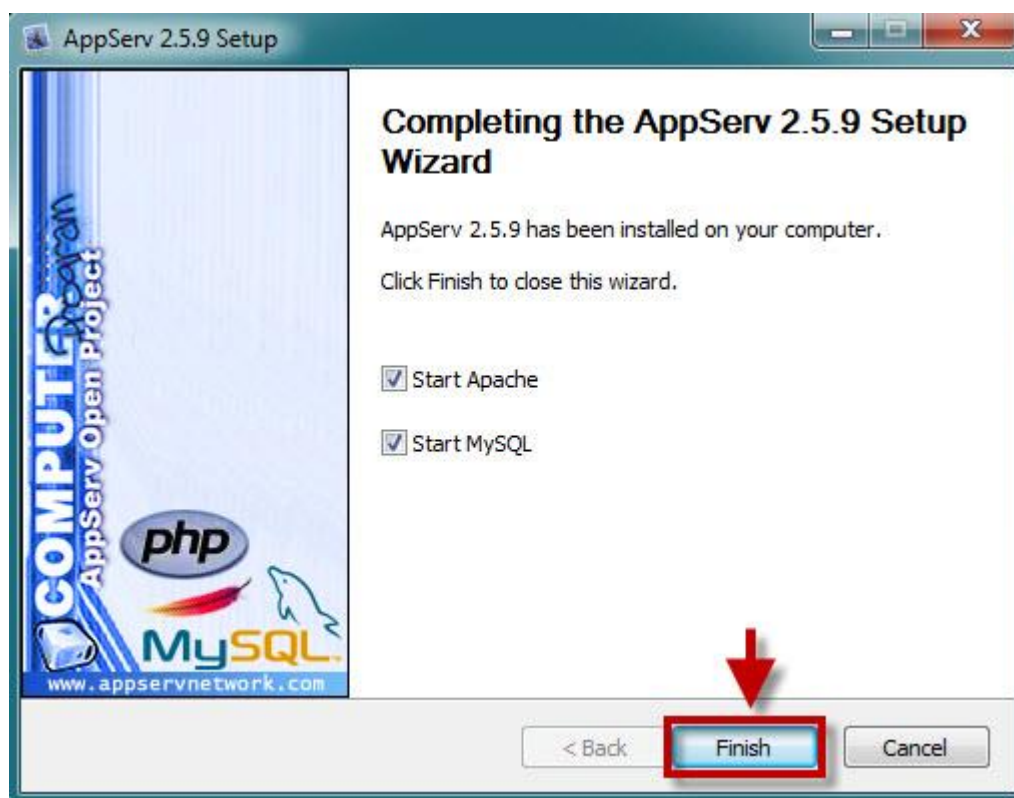 AppServ 2.5.9 Setup
Completing the AppServ 2.5.9 Setup
Wizard
AppServ 2.5.9 has been installed on your computer.
Click Finish to close this wizard.
Start Apache
Start MySQL
COMPUTER
Program
AppServ Open Project
php
MySQL
www.appservnetwork.com
< Back
Finish
Cancel